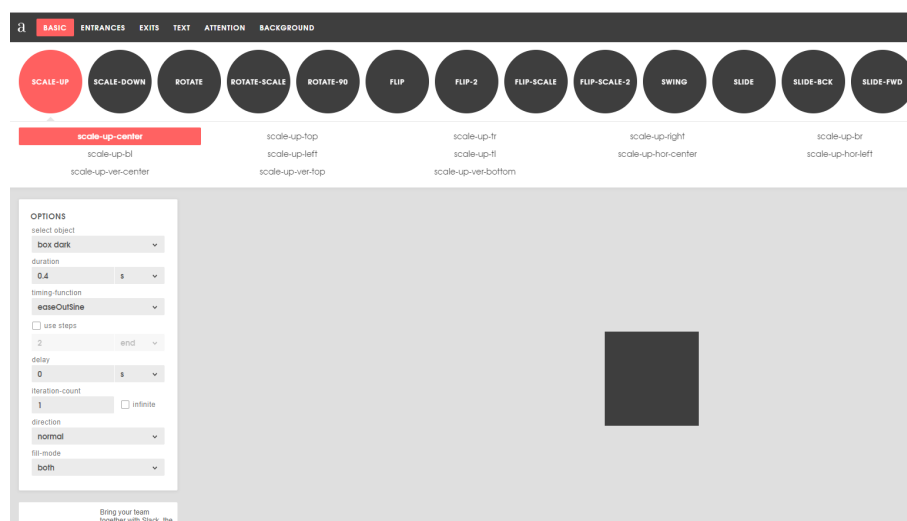 a BASIC ENTRANCES EXITS TEXT ATTENTION BACKGROUND
SCALE-UP SCALE-DOWN ROTATE ROTATE-SCALE ROTATE-90 FLIP FLIP-2 FLIP-SCALE FLIP-SCALE-2 SWING SLIDE SLIDE-BCK SLIDE-FWD
scale-up-center scale-up-top scale-up-tr scale-up-right scale-up-br
scale-up-bl scale-up-left scale-up-tl scale-up-hor-center scale-up-hor-left
scale-up-ver-center scale-up-ver-top scale-up-ver-bottom
OPTIONS
select object
box dark
duration
0.4 s
timing-function
easeOutSine
use steps
2 end
delay
0 s
iteration-count
1 infinite
direction
normal
fill-mode
both
Bring your team
together with Slack, the